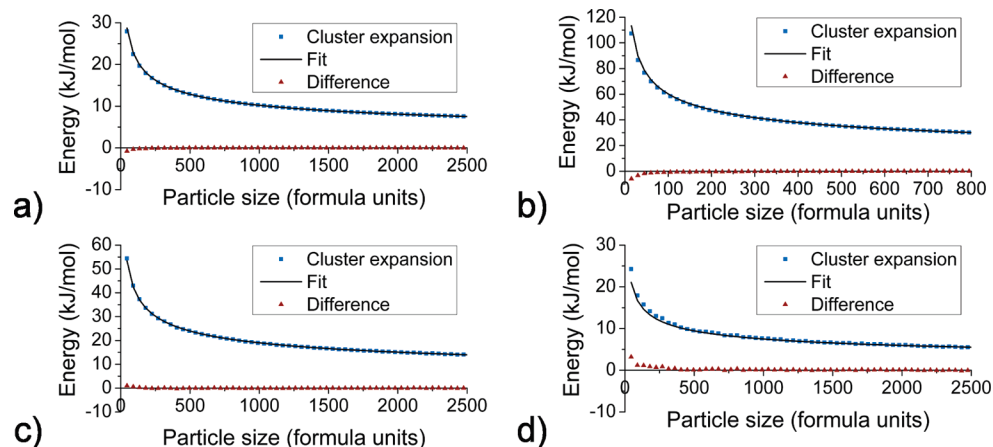 30
20
10
0
-10
Energy (kJ/mol)
Cluster expansion
Fit
Difference
0 500 1000 1500 2000 2500
Particle size (formula units)
a)
120
100
80
60
40
20
0
-20
Energy (kJ/mol)
Cluster expansion
Fit
Difference
0 100 200 300 400 500 600 700 800
Particle size (formula units)
b)
60
50
40
30
20
10
0
-10
Energy (kJ/mol)
Cluster expansion
Fit
Difference
0 500 1000 1500 2000 2500
Particle size (formula units)
c)
30
20
10
0
-10
Energy (kJ/mol)
Cluster expansion
Fit
Difference
0 500 1000 1500 2000 2500
Particle size (formula units)
d)